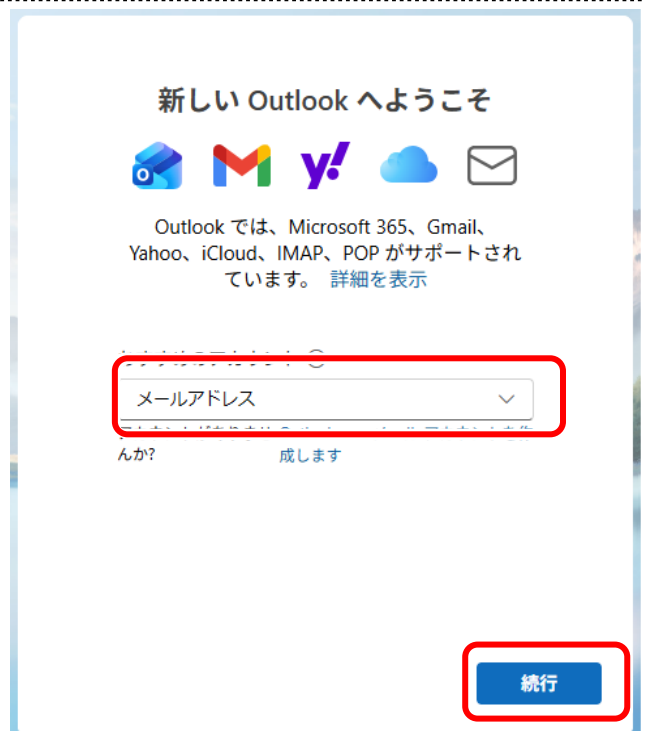 新しい Outlook へようこそ
Outlook では、Microsoft 365、Gmail、
Yahoo、iCloud、IMAP、POP がサポートされ
ています。 詳細を表示
メールアドレス
んか? 成します
続行